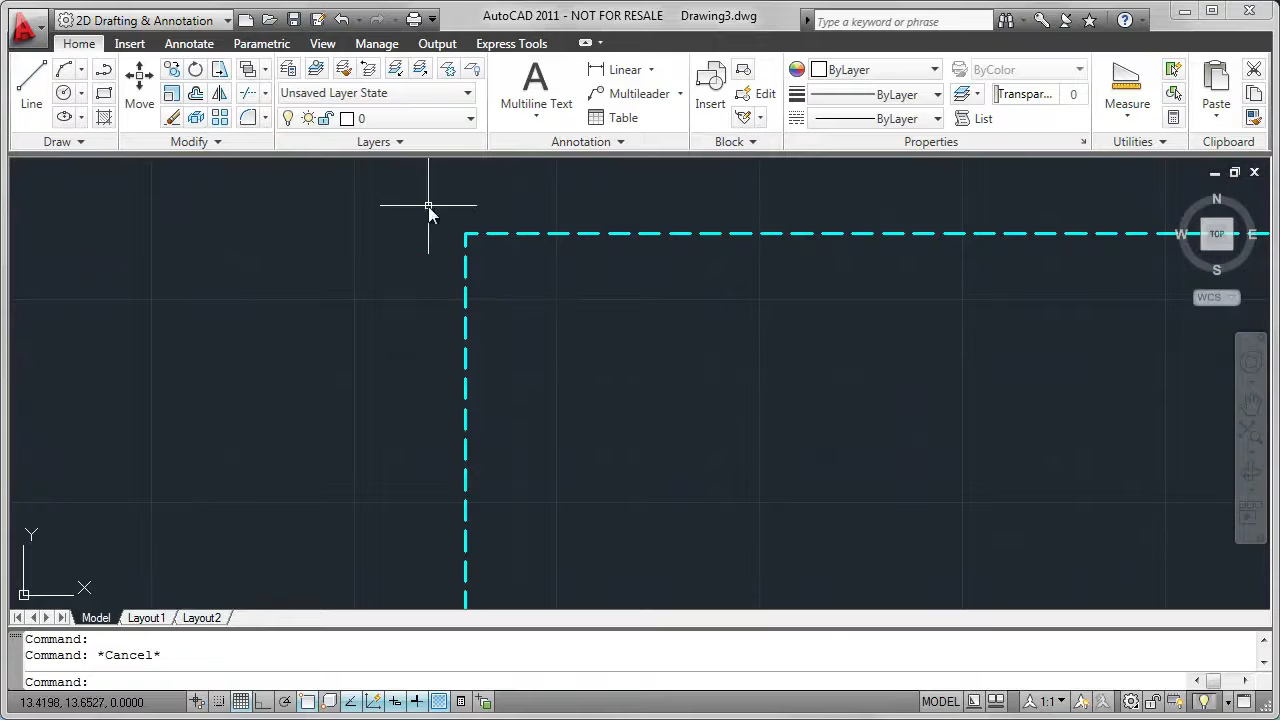 2D Drafting & Annotation
AutoCAD 2011 - NOT FOR RESALE Drawing3.dwg
Type a keyword or phrase
Home Insert Annotate Parametric View Manage Output Express Tools
Line
Move
Unsaved Layer State
0
Multiline Text
Linear
Multileader
Table
Insert
Edit
ByLayer
ByLayer
ByLayer
ByColor
Transpar... 0
List
Measure
Paste
Draw Modify Layers Annotation Block Properties Utilities Clipboard
N
W TOP E
S
WCS
Y
X
Model Layout1 Layout2
Command:
Command: *Cancel*
Command:
13.4198, 13.6527, 0.0000
MODEL
1:1